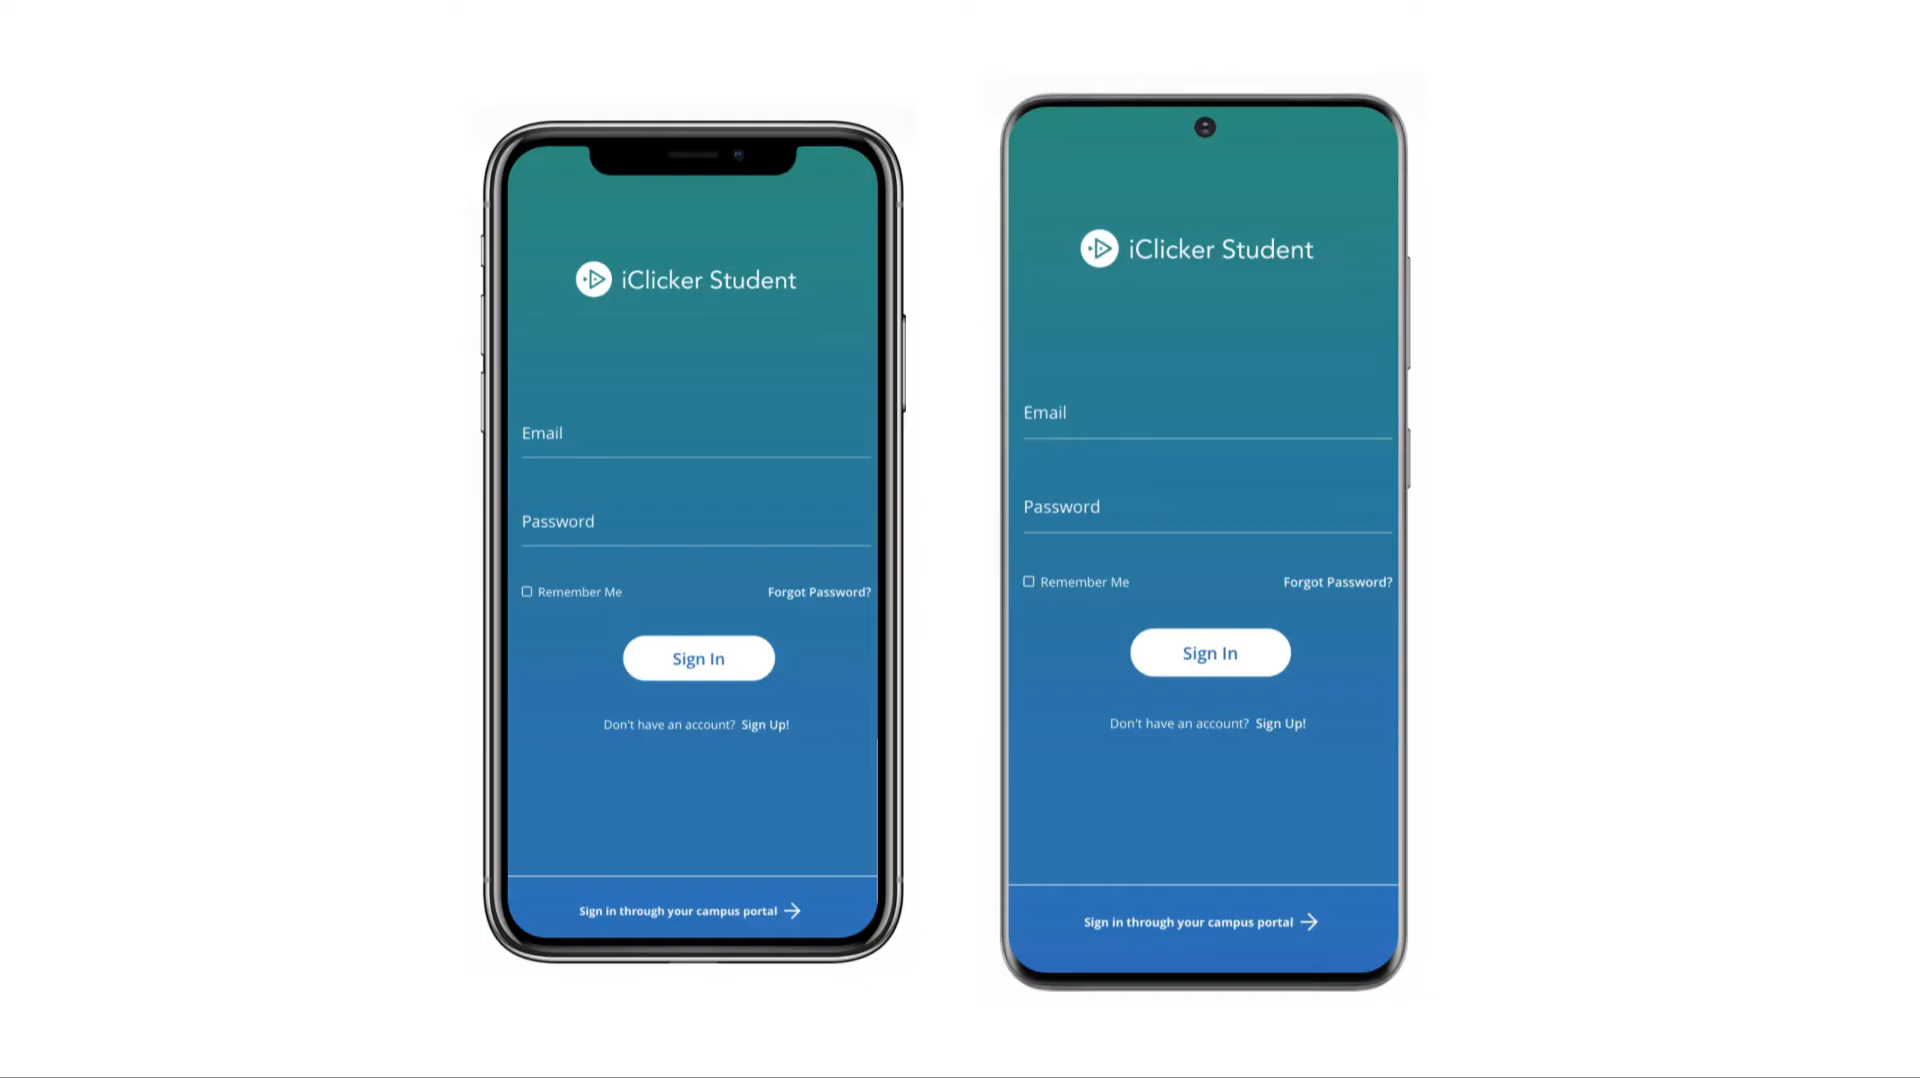 iClicker Student
Email
Password
Remember Me
Forgot Password?
Sign In
Don't have an account? Sign Up!
Sign in through your campus portal
iClicker Student
Email
Password
Remember Me
Forgot Password?
Sign In
Don't have an account? Sign Up!
Sign in through your campus portal